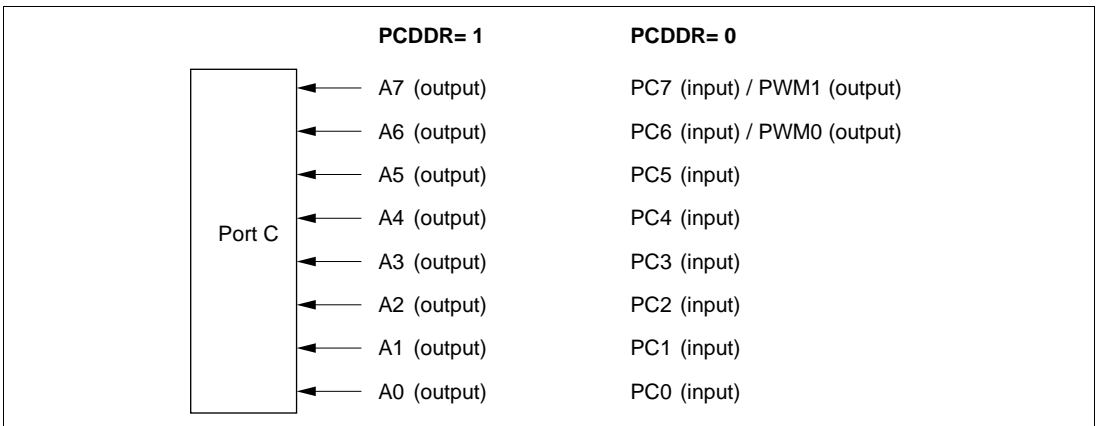 PCDDR= 1 PCDDR= 0
A7 (output) PC7 (input) / PWM1 (output)
A6 (output) PC6 (input) / PWM0 (output)
A5 (output) PC5 (input)
A4 (output) PC4 (input)
Port C
A3 (output) PC3 (input)
A2 (output) PC2 (input)
A1 (output) PC1 (input)
A0 (output) PC0 (input)